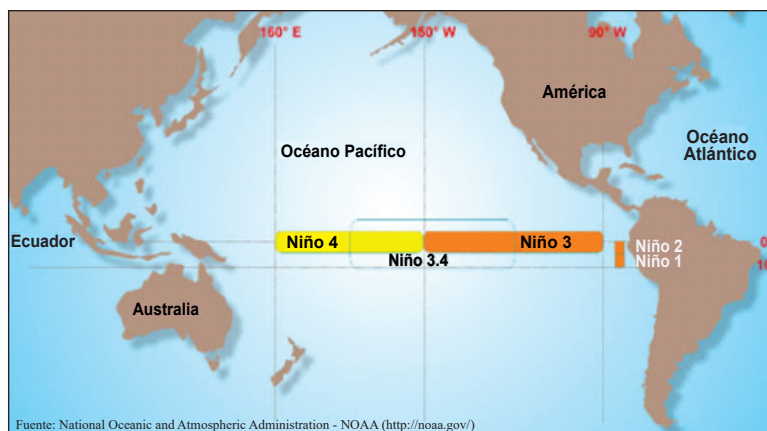 160° E
150° W
90° W
América
Océano
Atlántico
Océano Pacífico
Ecuador
Niño 4
Niño 3
Niño 2
Niño 1
Niño 3.4
Australia
Fuente: National Oceanic and Atmospheric Administration - NOAA (http://noaa.gov/)